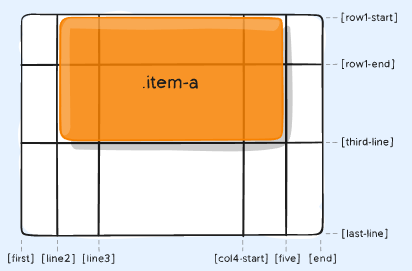 [row1-start]
[row1-end]
.item-a
[third-line]
[last-line]
[first] [line2] [line3] [col4-start] [five] [end]